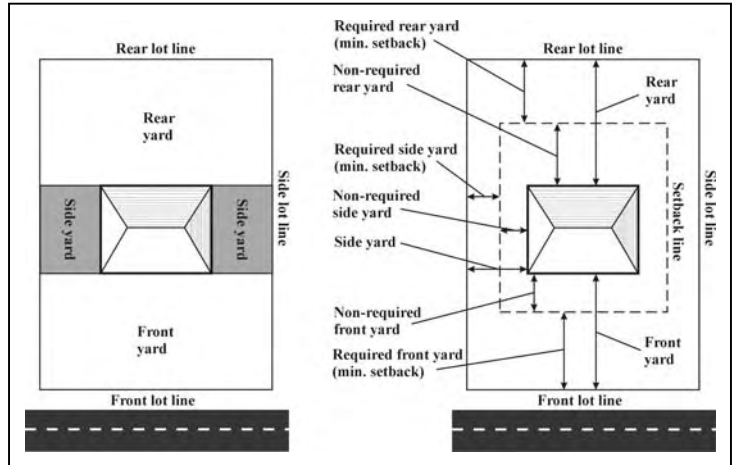 Rear lot line
Rear
yard
Side yard
Side yard
Side lot line
Front
yard
Front lot line
Required rear yard
(min. setback)
Non-required
rear yard
Required side yard
(min. setback)
Non-required
side yard
Side yard
Non-required
front yard
Required front yard
(min. setback)
Rear lot line
Rear
yard
Setback line
Side lot line
Front
yard
Front lot line